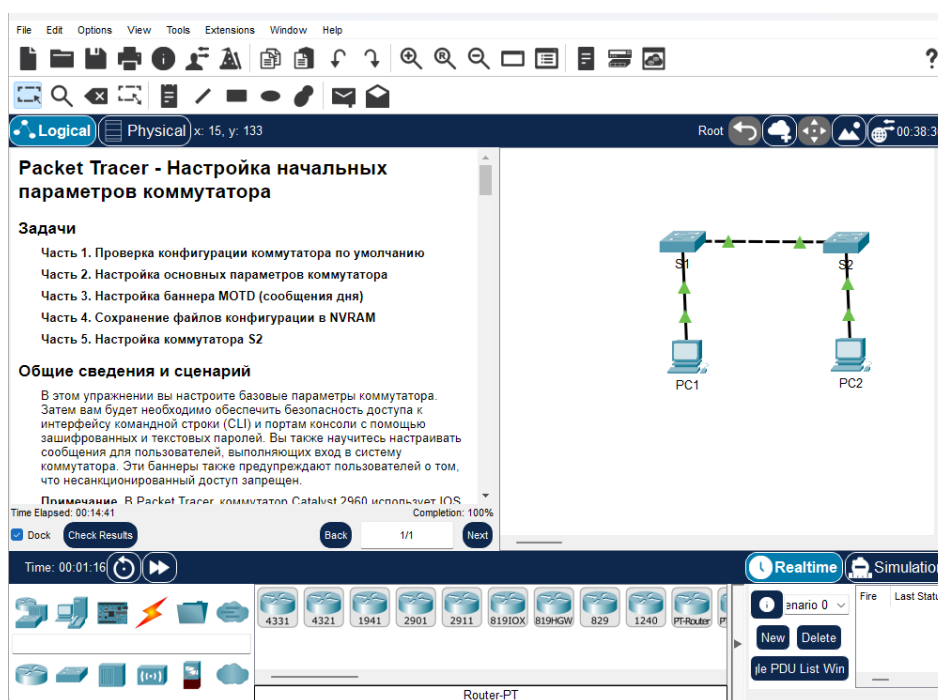 File Edit Options View Tools Extensions Window Help
?
Logical Physical x: 15, y: 133 Root 00:38:3
Packet Tracer - Настройка начальных
параметров коммутатора
Задачи
Часть 1. Проверка конфигурации коммутатора по умолчанию
Часть 2. Настройка основных параметров коммутатора
Часть 3. Настройка баннера MOTD (сообщения дня)
Часть 4. Сохранение файлов конфигурации в NVRAM
Часть 5. Настройка коммутатора S2
Общие сведения и сценарий
В этом упражнении вы настроите базовые параметры коммутатора.
Затем вам будет необходимо обеспечить безопасность доступа к
интерфейсу командной строки (CLI) и портам консоли с помощью
зашифрованных и текстовых паролей. Вы также научитесь настраивать
сообщения для пользователей, выполняющих вход в систему
коммутатора. Эти баннеры также предупреждают пользователей о том,
что несанкционированный доступ запрещен.
Примечание. В Packet Tracer коммутатор Catalyst 2960 использует IOS
S1 S2
PC1 PC2
Time Elapsed: 00:14:41 Completion: 100%
Dock Check Results Back 1/1 Next
Time: 00:01:16 Realtime Simulation
4331 4321 1941 2901 2911 819IOX 819HGW 829 1240 PT-Router
enario 0 Fire Last Statu
New Delete
le PDU List Win
Router-PT